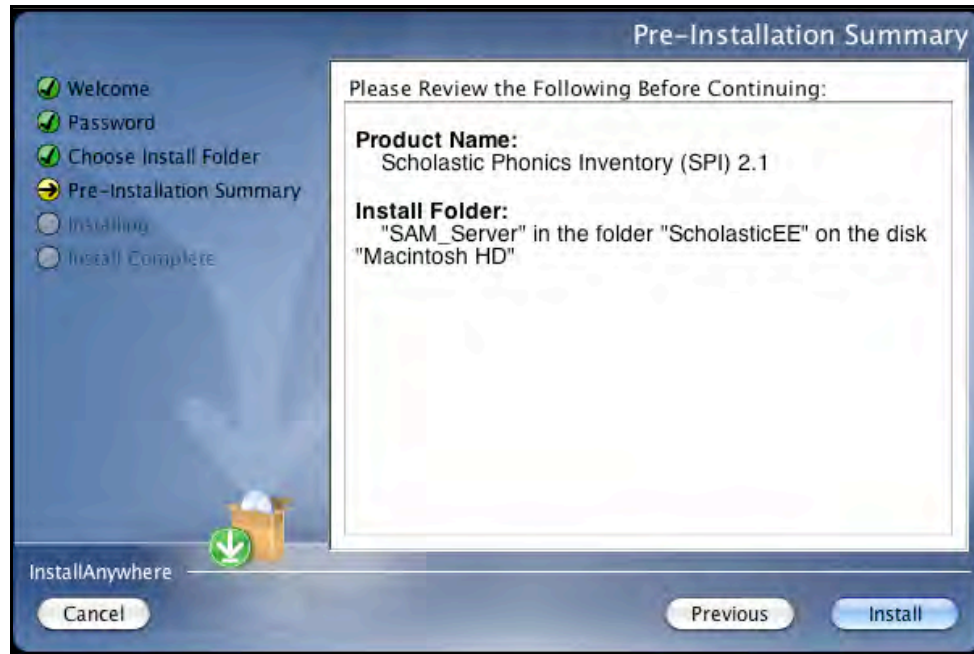 Pre-Installation Summary
Welcome
Password
Choose Install Folder
Pre-Installation Summary
Installing
Install Complete
Please Review the Following Before Continuing:
Product Name:
Scholastic Phonics Inventory (SPI) 2.1
Install Folder:
"SAM_Server" in the folder "ScholasticEE" on the disk
"Macintosh HD"
InstallAnywhere
Cancel
Previous
Install